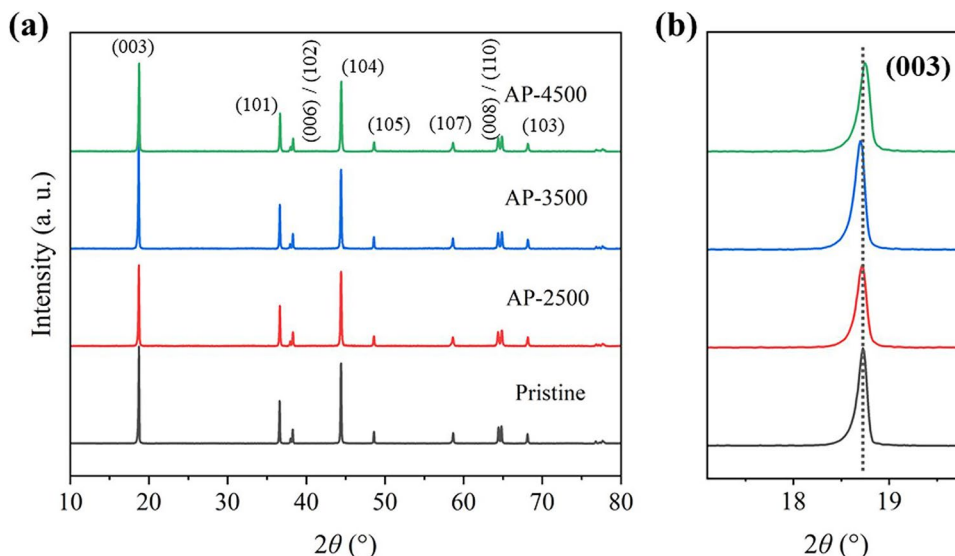 (a)
(003)
(101)
(006) / (102)
(104)
(105)
(107)
(008) / (110)
(103)
AP-4500
AP-3500
AP-2500
Pristine
Intensity (a. u.)
10 20 30 40 50 60 70 80
2θ (°)
(b)
(003)
18 19
2θ (°)